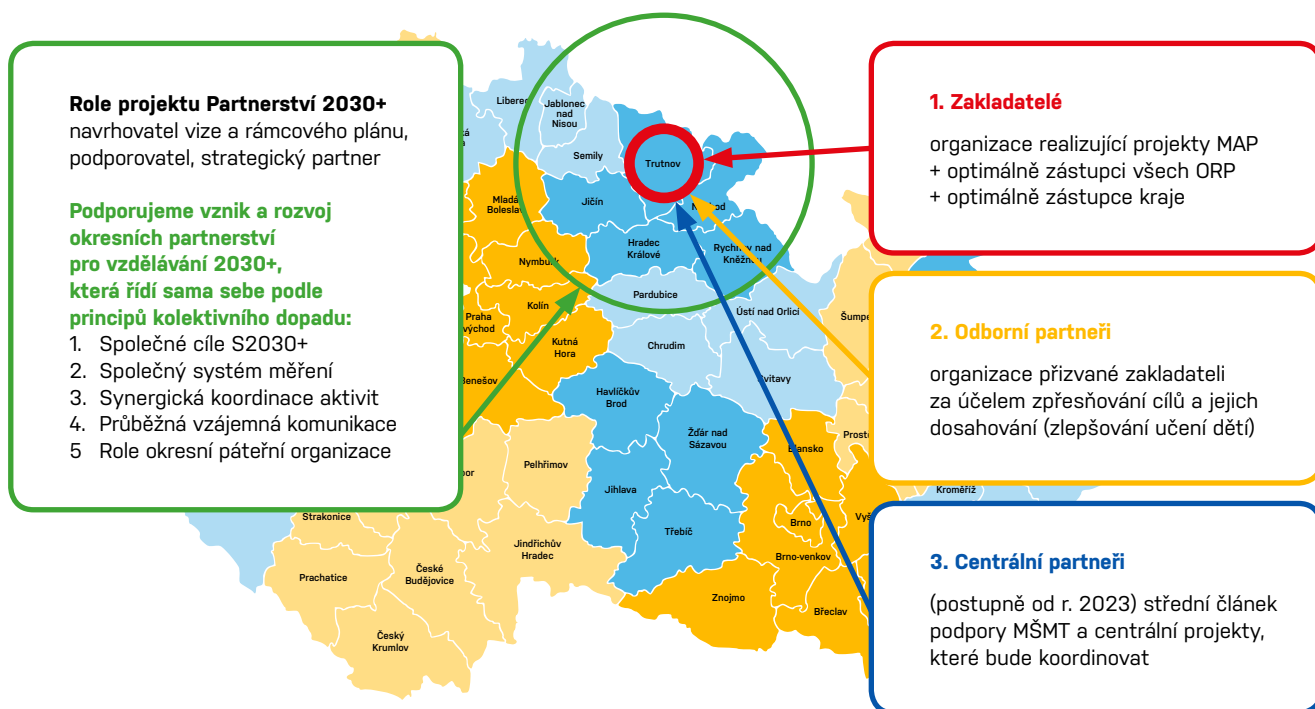 Role projektu Partnerství 2030+
navrhovatel vize a rámcového plánu,
podporovatel, strategický partner
Podporujeme vznik a rozvoj
okresních partnerství
pro vzdělávání 2030+,
která řídí sama sebe podle
principů kolektivního dopadu:
1. Společné cíle S2030+
2. Společný systém měření
3. Synergická koordinace aktivit
4. Průběžná vzájemná komunikace
5 Role okresní páteřní organizace
1. Zakladatelé
organizace realizující projekty MAP
+ optimálně zástupci všech ORP
+ optimálně zástupce kraje
2. Odborní partneři
organizace přizvané zakladateli
za účelem zpřesňování cílů a jejich
dosahování (zlepšování učení dětí)
3. Centrální partneři
(postupně od r. 2023) střední článek
podpory MŠMT a centrální projekty,
které bude koordinovat
Jablonec
nad
Nisou
Semily
Trutnov
Mladá
Boleslav
Jičín
Hradec
Králové
Rychnov nad
Kněžnou
Nymburk
Pardubice
Kolín
Praha
východ
Ústí nad Orlicí
Kutná
Hora
Chrudim
Benešov
Havlíčkův
Brod
Žďár nad
Sázavou
Blansko
Pelhřimov
Jihlava
Kroměříž
Strakonice
Třebíč
Brno
Jindřichův
Hradec
Brno-venkov
Prachatice
České
Budějovice
Znojmo
Břeclav
Český
Krumlov